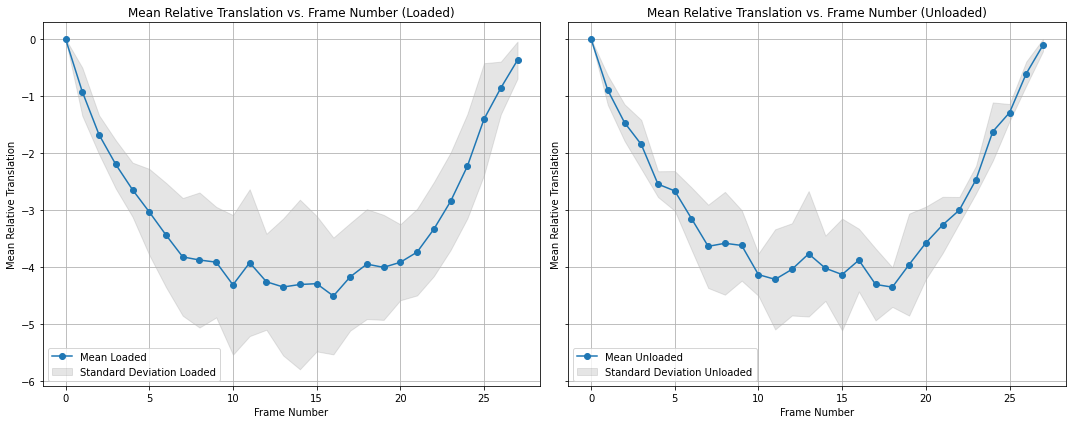 Mean Relative Translation vs. Frame Number (Loaded)
Mean Relative Translation
0
−1
−2
−3
−4
−5
−6
Mean Loaded
Standard Deviation Loaded
0 5 10 15 20 25
Frame Number
Mean Relative Translation vs. Frame Number (Unloaded)
Mean Relative Translation
Mean Unloaded
Standard Deviation Unloaded
0 5 10 15 20 25
Frame Number